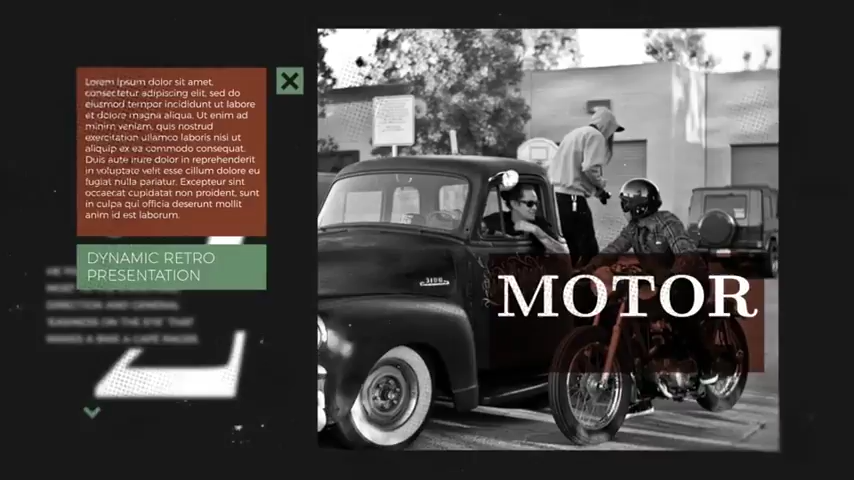 Lorem ipsum dolor sit amet,
consectetur adipiscing elit, sed do
eiusmod tempor incididunt ut labore
et dolore magna aliqua. Ut enim ad
minim veniam, quis nostrud
exercitation ullamco laboris nisi ut
aliquip ex ea commodo consequat.
Duis aute irure dolor in reprehenderit
in voluptate velit esse cillum dolore eu
fugiat nulla pariatur. Excepteur sint
occaecat cupidatat non proident, sunt
in culpa qui officia deserunt mollit
anim id est laborum.
DYNAMIC RETRO
PRESENTATION
DIRECTION AND GENERAL
"EASINESS ON THE EYE" THAT
MAKES A BIKE A CAFE RACER.
3100
MOTOR